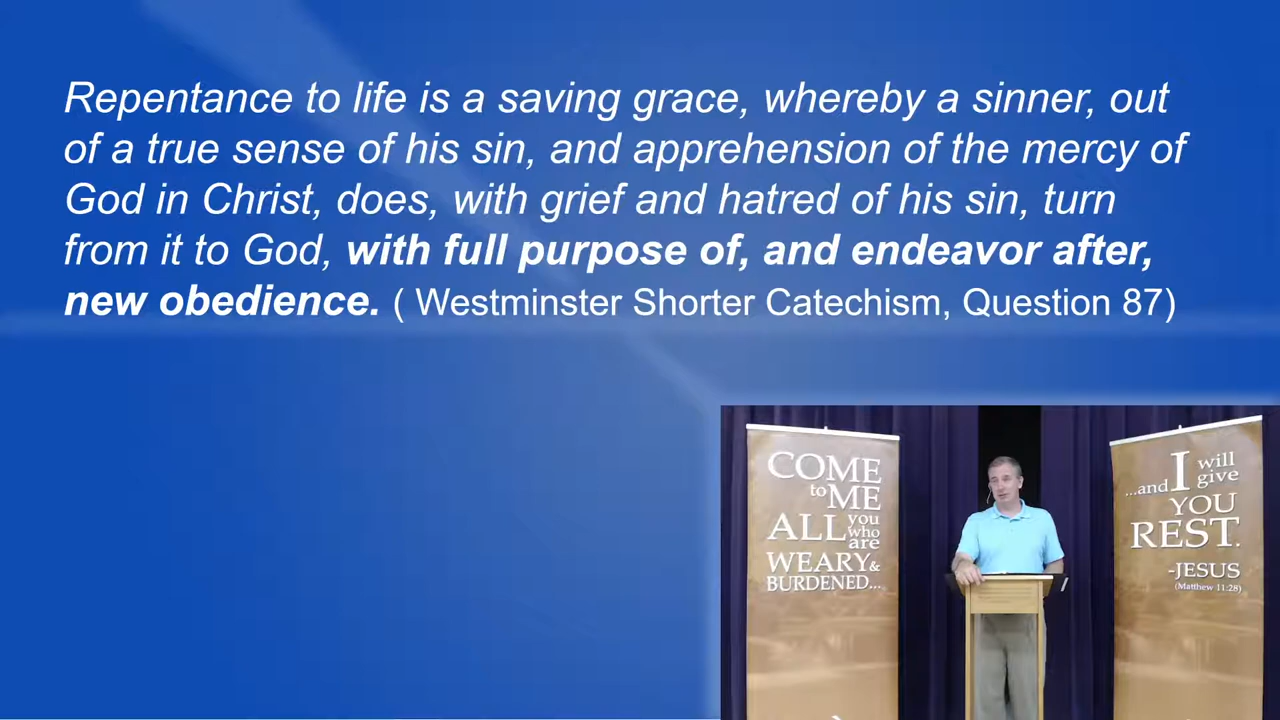 Repentance to life is a saving grace, whereby a sinner, out
of a true sense of his sin, and apprehension of the mercy of
God in Christ, does, with grief and hatred of his sin, turn
from it to God, with full purpose of, and endeavor after,
new obedience. ( Westminster Shorter Catechism, Question 87)
COME
to ME
ALL you who are
WEARY &
BURDENED...
...and I will give
YOU
REST.
-JESUS
(Matthew 11:28)